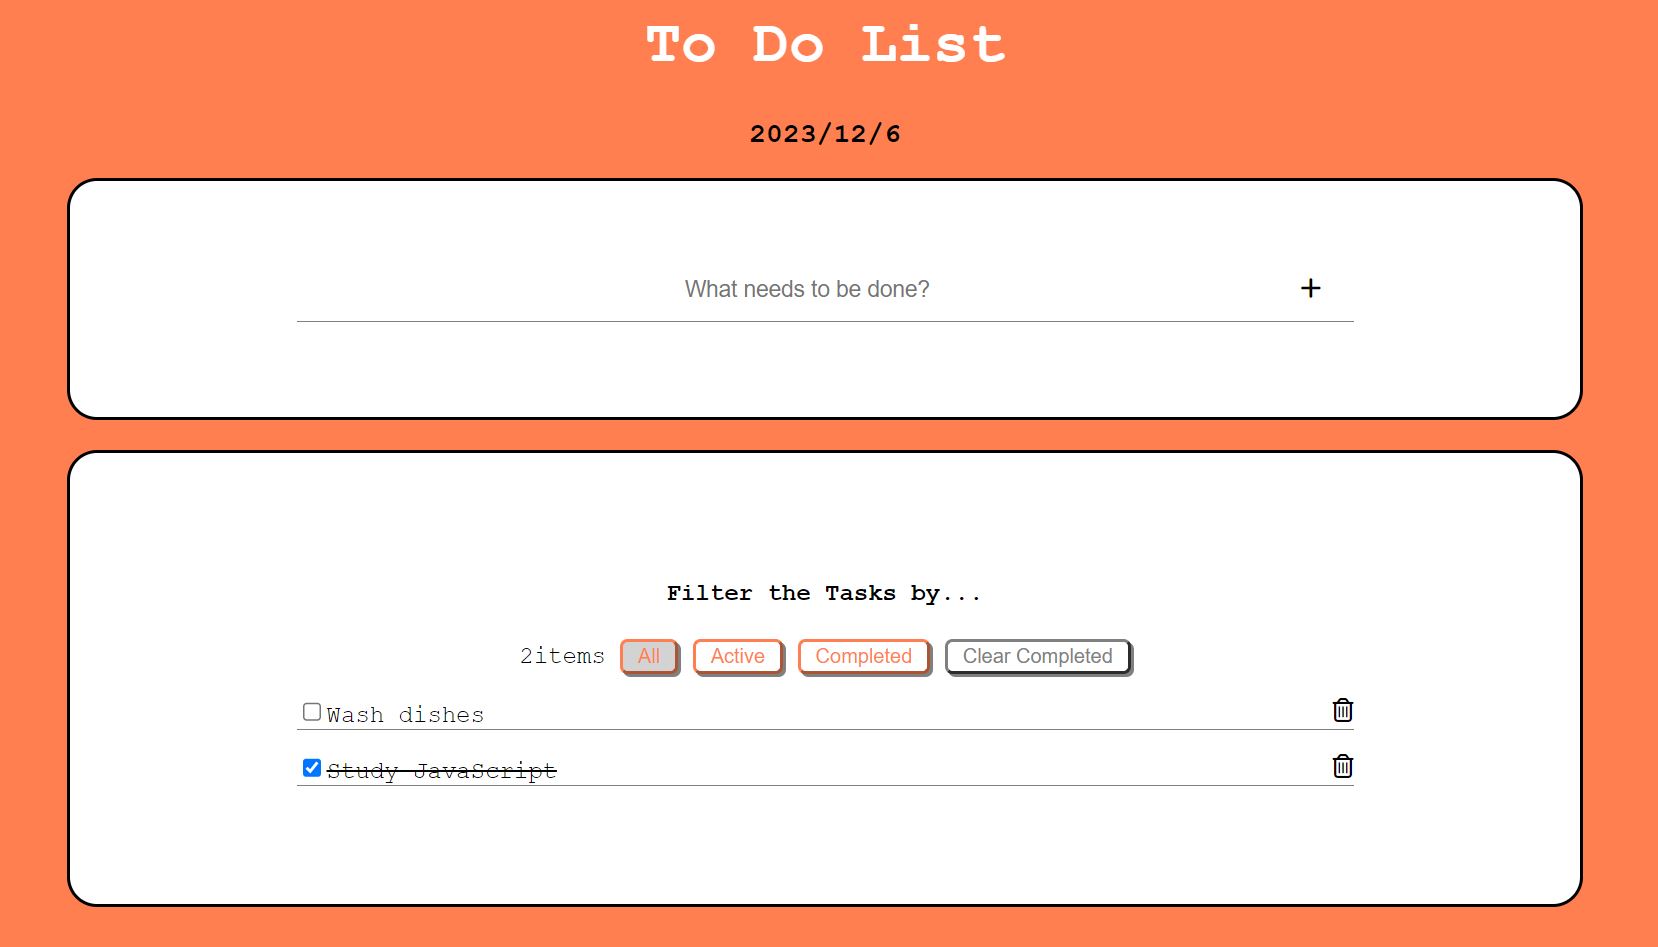 To Do List
2023/12/6
What needs to be done?
Filter the Tasks by...
2items All Active Completed Clear Completed
Wash dishes
Study JavaScript